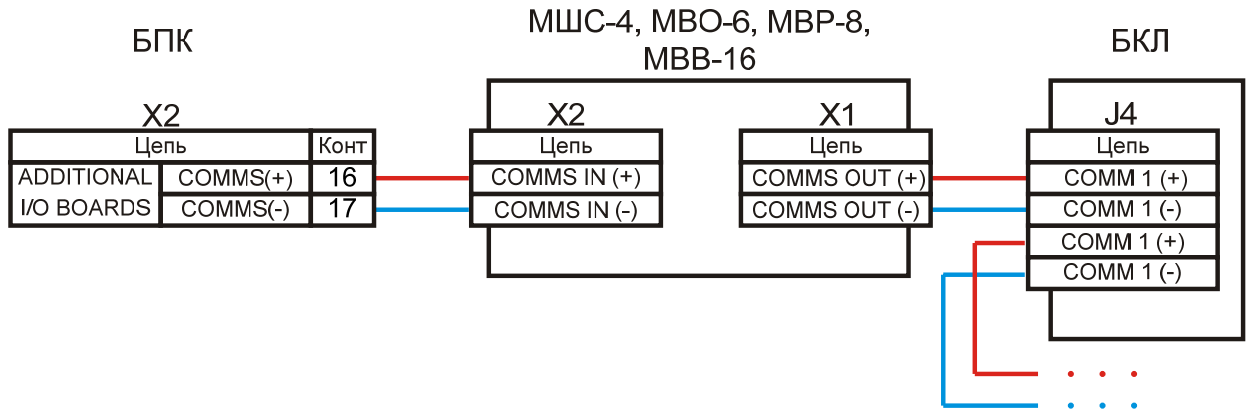 БПК
МШС-4, МВО-6, МВР-8,
МВВ-16
БКЛ
X2
Цепь
Конт
ADDITIONAL
I/O BOARDS
COMMS(+)
16
COMMS(-)
17
X2
Цепь
COMMS IN (+)
COMMS IN (-)
X1
Цепь
COMMS OUT (+)
COMMS OUT (-)
J4
Цепь
COMM 1 (+)
COMM 1 (-)
COMM 1 (+)
COMM 1 (-)